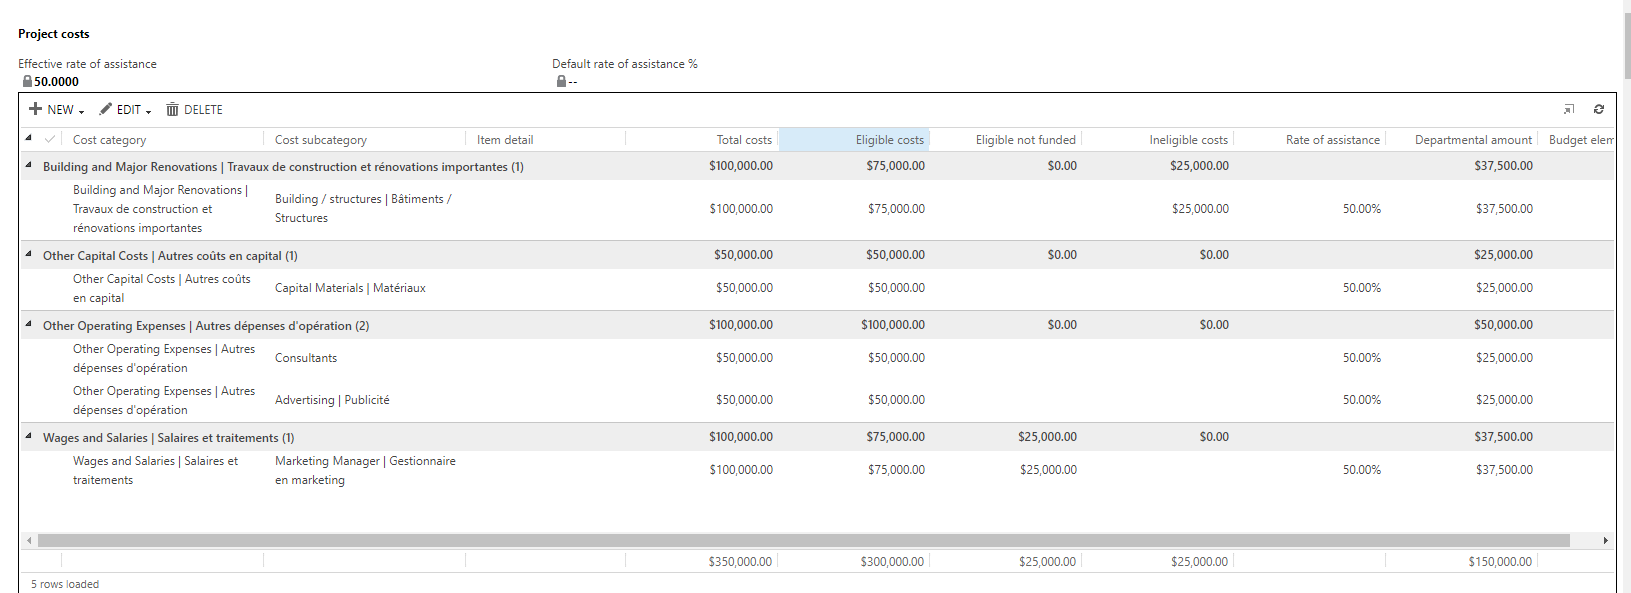 Project costs
Effective rate of assistance Default rate of assistance %
50.0000 --
NEW EDIT DELETE
Cost category Cost subcategory Item detail Total costs Eligible costs Eligible not funded Ineligible costs Rate of assistance Departmental amount Budget elem
Building and Major Renovations | Travaux de construction et rénovations importantes (1) $100,000.00 $75,000.00 $0.00 $25,000.00 $37,500.00
Building and Major Renovations |
Travaux de construction et
rénovations importantes
Building / structures | Bâtiments /
Structures
$100,000.00 $75,000.00 $25,000.00 50.00% $37,500.00
Other Capital Costs | Autres coûts en capital (1) $50,000.00 $50,000.00 $0.00 $0.00 $25,000.00
Other Capital Costs | Autres coûts
en capital
Capital Materials | Matériaux $50,000.00 $50,000.00 50.00% $25,000.00
Other Operating Expenses | Autres dépenses d'opération (2) $100,000.00 $100,000.00 $0.00 $0.00 $50,000.00
Other Operating Expenses | Autres
dépenses d'opération
Consultants $50,000.00 $50,000.00 50.00% $25,000.00
Other Operating Expenses | Autres
dépenses d'opération
Advertising | Publicité $50,000.00 $50,000.00 50.00% $25,000.00
Wages and Salaries | Salaires et traitements (1) $100,000.00 $75,000.00 $25,000.00 $0.00 $37,500.00
Wages and Salaries | Salaires et
traitements
Marketing Manager | Gestionnaire
en marketing
$100,000.00 $75,000.00 $25,000.00 50.00% $37,500.00
$350,000.00 $300,000.00 $25,000.00 $25,000.00 $150,000.00
5 rows loaded